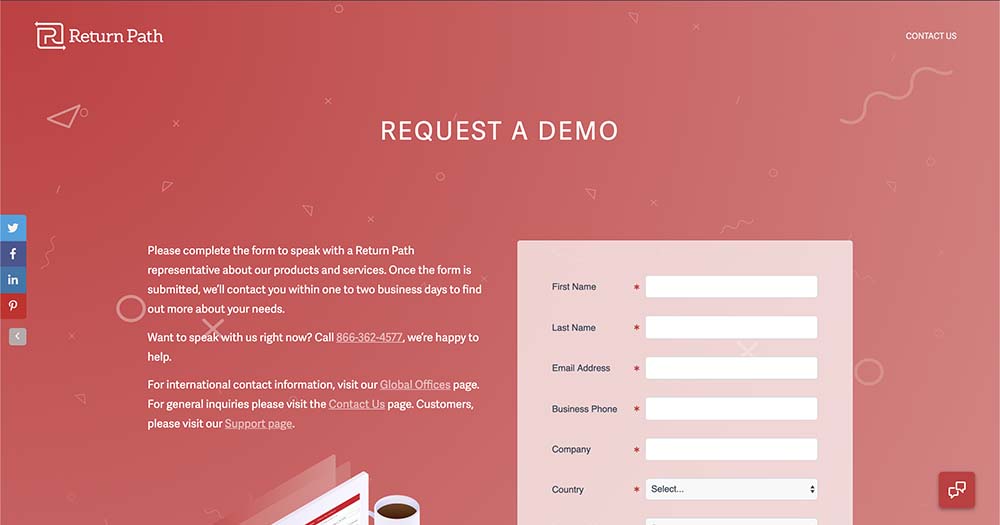 Return Path
CONTACT US
REQUEST A DEMO
Please complete the form to speak with a Return Path
representative about our products and services. Once the form is
submitted, we'll contact you within one to two business days to find
out more about your needs.
Want to speak with us right now? Call 866-362-4577, we're happy to
help.
For international contact information, visit our Global Offices page.
For general inquiries please visit the Contact Us page. Customers,
please visit our Support page.
First Name *
Last Name *
Email Address *
Business Phone *
Company *
Country * Select...